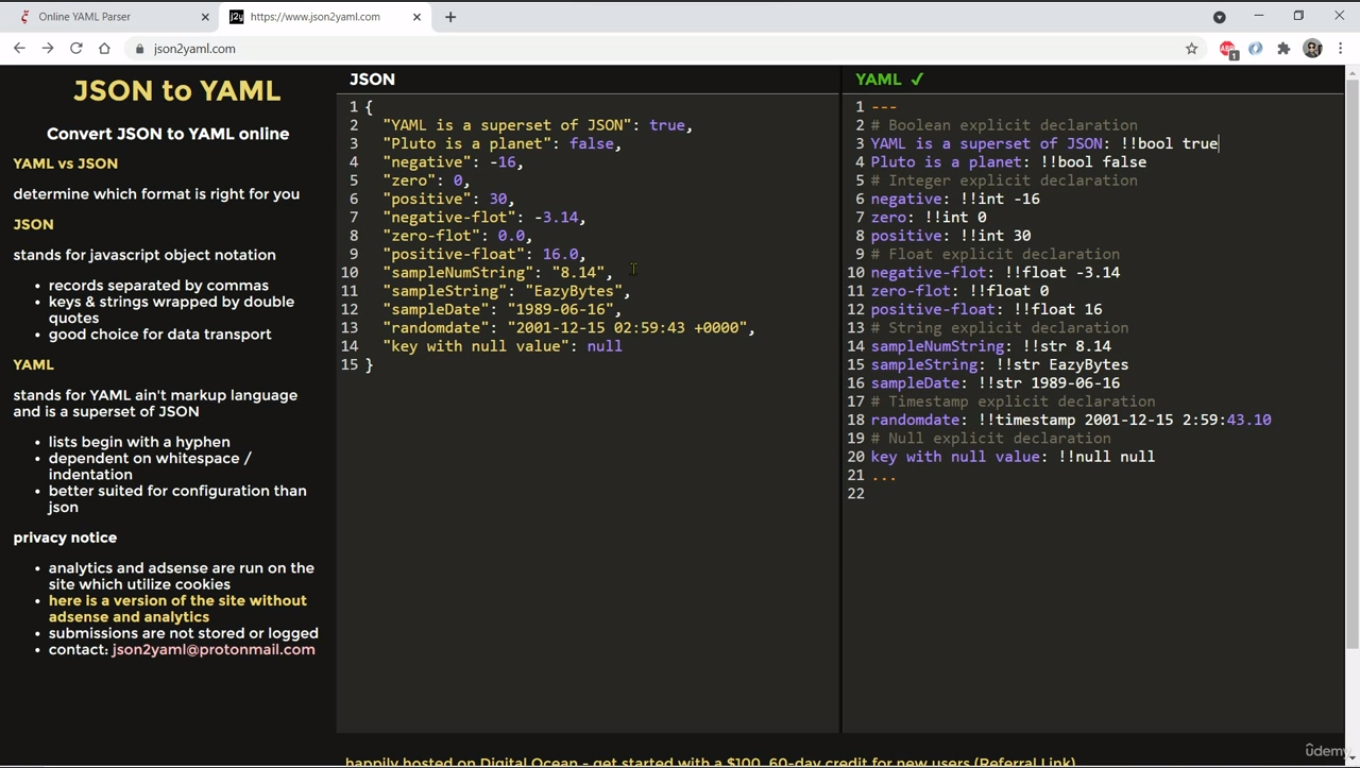 Online YAML Parser
https://www.json2yaml.com
json2yaml.com
ABP
1
JSON to YAML
Convert JSON to YAML online
YAML vs JSON
determine which format is right for you
JSON
stands for javascript object notation
• records separated by commas
• keys & strings wrapped by double
quotes
• good choice for data transport
YAML
stands for YAML ain't markup language
and is a superset of JSON
• lists begin with a hyphen
• dependent on whitespace /
indentation
• better suited for configuration than
json
privacy notice
• analytics and adsense are run on the
site which utilize cookies
• here is a version of the site without
adsense and analytics
• submissions are not stored or logged
• contact: json2yaml@protonmail.com
JSON
1 {
2 "YAML is a superset of JSON": true,
3 "Pluto is a planet": false,
4 "negative": -16,
5 "zero": 0,
6 "positive": 30,
7 "negative-flot": -3.14,
8 "zero-flot": 0.0,
9 "positive-float": 16.0,
10 "sampleNumString": "8.14",
11 "sampleString": "EazyBytes",
12 "sampleDate": "1989-06-16",
13 "randomdate": "2001-12-15 02:59:43 +0000",
14 "key with null value": null
15 }
YAML ✓
1 ---
2 # Boolean explicit declaration
3 YAML is a superset of JSON: !!bool true
4 Pluto is a planet: !!bool false
5 # Integer explicit declaration
6 negative: !!int -16
7 zero: !!int 0
8 positive: !!int 30
9 # Float explicit declaration
10 negative-flot: !!float -3.14
11 zero-flot: !!float 0
12 positive-float: !!float 16
13 # String explicit declaration
14 sampleNumString: !!str 8.14
15 sampleString: !!str EazyBytes
16 sampleDate: !!str 1989-06-16
17 # Timestamp explicit declaration
18 randomdate: !!timestamp 2001-12-15 2:59:43.10
19 # Null explicit declaration
20 key with null value: !!null null
21 ...
22
happily hosted on Digital Ocean - get started with a $100, 60-day credit for new users (Referral Link)
ûdemy